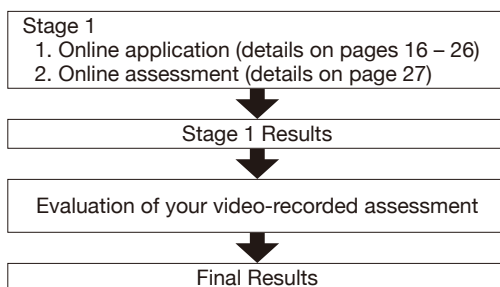 Stage 1
1. Online application (details on pages 16 – 26)
2. Online assessment (details on page 27)
Stage 1 Results
Evaluation of your video-recorded assessment
Final Results